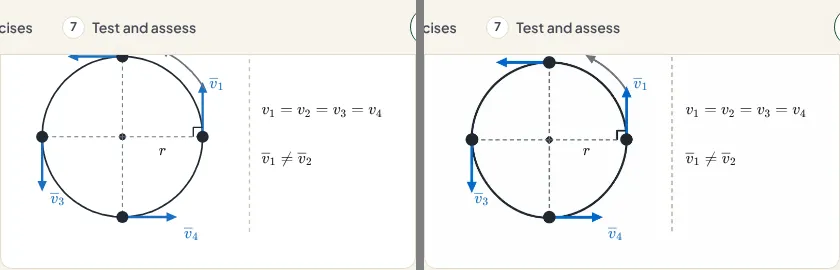 cises 7 Test and assess
v̅₁
v₁ = v₂ = v₃ = v₄
r
v̅₁ ≠ v̅₂
v̅₃
v̅₄
cises 7 Test and assess
v̅₁
v₁ = v₂ = v₃ = v₄
r
v̅₁ ≠ v̅₂
v̅₃
v̅₄